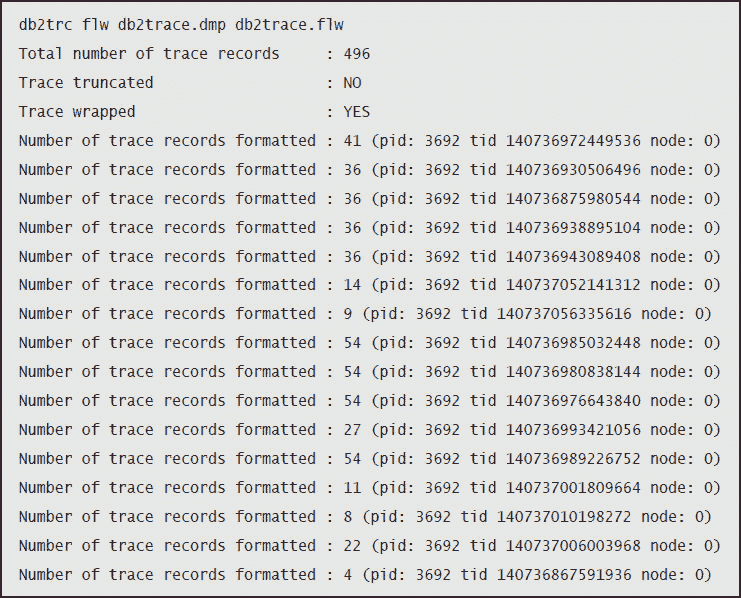 db2trc flw db2trace.dmp db2trace.flw
Total number of trace records     : 496
Trace truncated                   : NO
Trace wrapped                     : YES
Number of trace records formatted : 41 (pid: 3692 tid 140736972449536 node: 0)
Number of trace records formatted : 36 (pid: 3692 tid 140736930506496 node: 0)
Number of trace records formatted : 36 (pid: 3692 tid 140736875980544 node: 0)
Number of trace records formatted : 36 (pid: 3692 tid 140736938895104 node: 0)
Number of trace records formatted : 36 (pid: 3692 tid 140736943089408 node: 0)
Number of trace records formatted : 14 (pid: 3692 tid 140737052141312 node: 0)
Number of trace records formatted : 9 (pid: 3692 tid 140737056335616 node: 0)
Number of trace records formatted : 54 (pid: 3692 tid 140736985032448 node: 0)
Number of trace records formatted : 54 (pid: 3692 tid 140736980838144 node: 0)
Number of trace records formatted : 54 (pid: 3692 tid 140736976643840 node: 0)
Number of trace records formatted : 27 (pid: 3692 tid 140736993421056 node: 0)
Number of trace records formatted : 54 (pid: 3692 tid 140736989226752 node: 0)
Number of trace records formatted : 11 (pid: 3692 tid 140737001809664 node: 0)
Number of trace records formatted : 8 (pid: 3692 tid 140737010198272 node: 0)
Number of trace records formatted : 22 (pid: 3692 tid 140737006003968 node: 0)
Number of trace records formatted : 4 (pid: 3692 tid 140736867591936 node: 0)